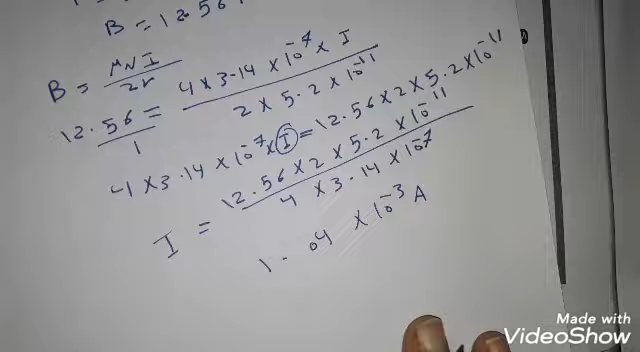 B = 12.56
B = μNI / 2r
12.56 / 1 = 4 × 3.14 × 10⁻⁷ × I / 2 × 5.2 × 10⁻¹¹
4 × 3.14 × 10⁻⁷ × I = 12.56 × 2 × 5.2 × 10⁻¹¹
I = 12.56 × 2 × 5.2 × 10⁻¹¹ / 4 × 3.14 × 10⁻⁷
1.04 × 10⁻³ A
Made with
VideoShow